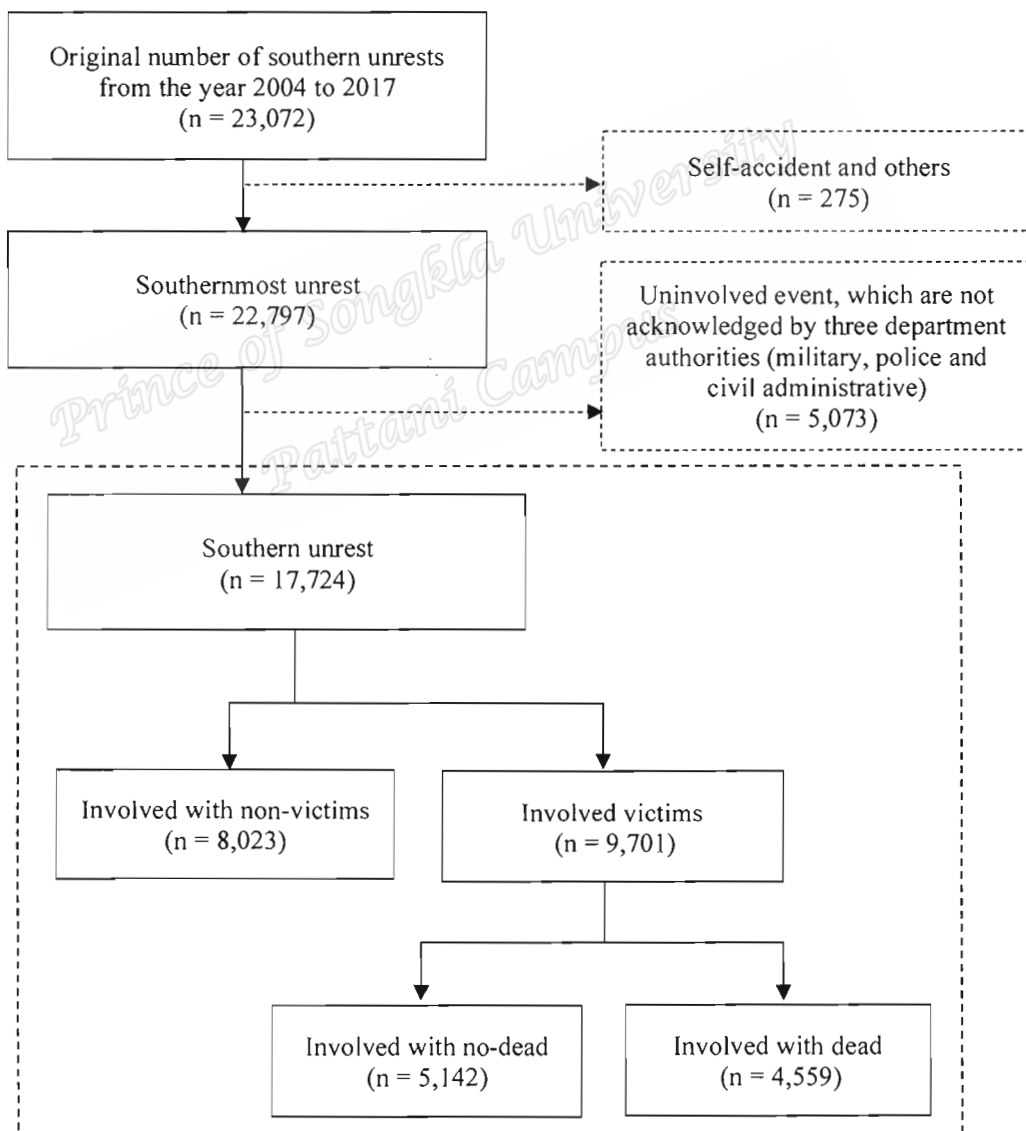 Original number of southern unrests
from the year 2004 to 2017
(n = 23,072)
Self-accident and others
(n = 275)
Southernmost unrest
(n = 22,797)
Uninvolved event, which are not
acknowledged by three department
authorities (military, police and
civil administrative)
(n = 5,073)
Prince of Songkla University
Pattani Campus
Southern unrest
(n = 17,724)
Involved with non-victims
(n = 8,023)
Involved victims
(n = 9,701)
Involved with no-dead
(n = 5,142)
Involved with dead
(n = 4,559)